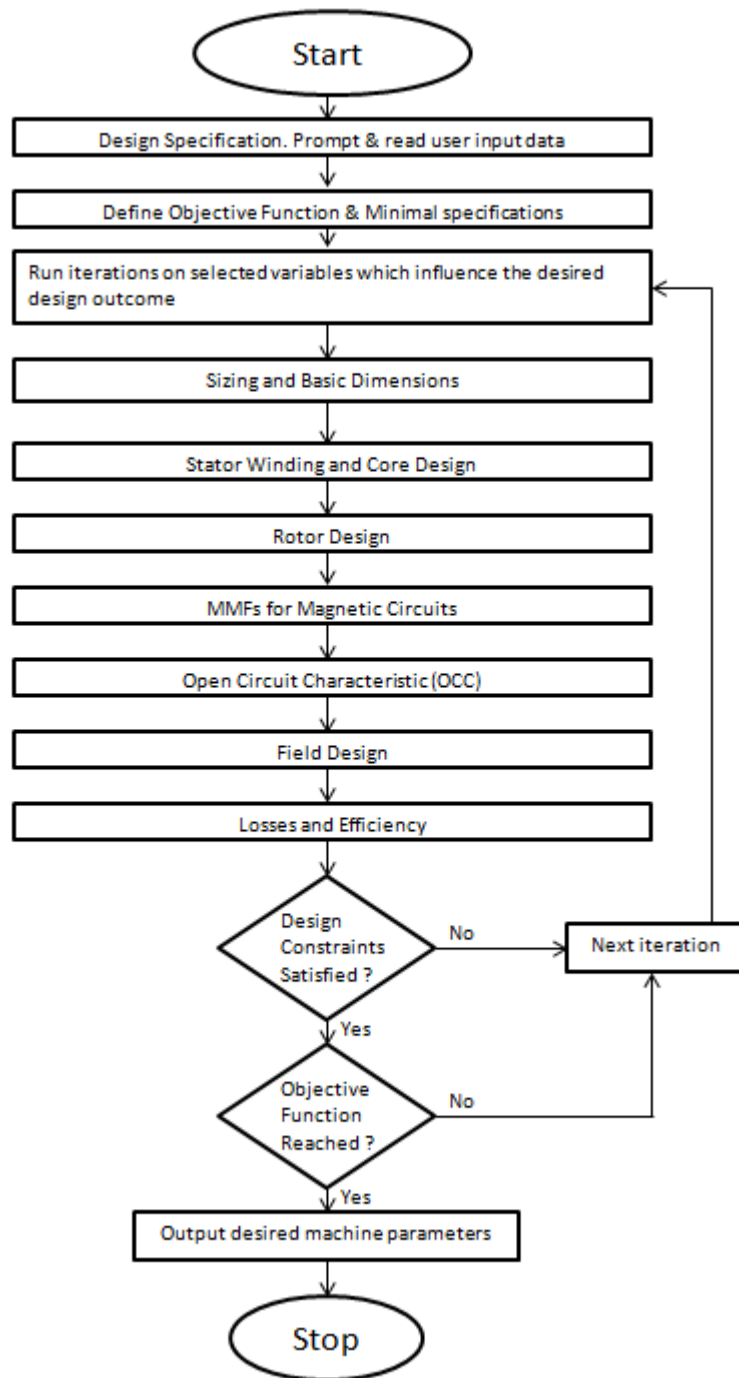 Start
Design Specification. Prompt & read user input data
Define Objective Function & Minimal specifications
Run iterations on selected variables which influence the desired
design outcome
Sizing and Basic Dimensions
Stator Winding and Core Design
Rotor Design
MMFs for Magnetic Circuits
Open Circuit Characteristic (OCC)
Field Design
Losses and Efficiency
Design
Constraints
Satisfied ?
No
Next iteration
Yes
Objective
Function
Reached ?
No
Yes
Output desired machine parameters
Stop